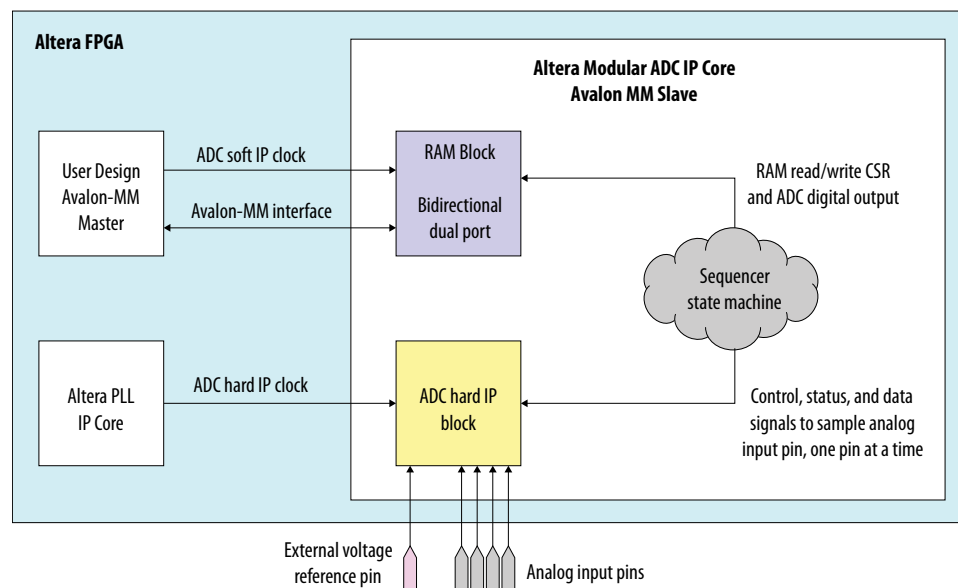 Altera FPGA
Altera Modular ADC IP Core
Avalon MM Slave
User Design
Avalon-MM
Master
ADC soft IP clock
Avalon-MM interface
RAM Block
Bidirectional
dual port
RAM read/write CSR
and ADC digital output
Sequencer
state machine
Altera PLL
IP Core
ADC hard IP clock
ADC hard IP
block
Control, status, and data
signals to sample analog
input pin, one pin at a time
External voltage
reference pin
Analog input pins